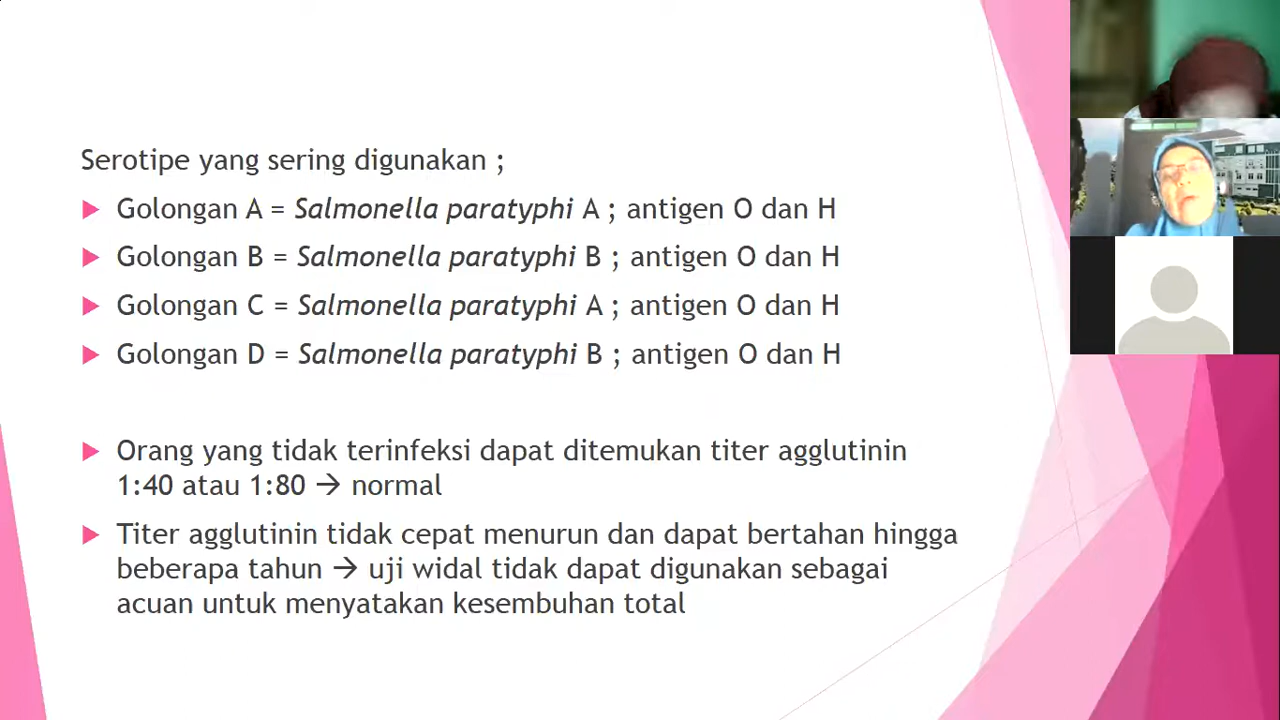 Serotipe yang sering digunakan ;
Golongan A = Salmonella paratyphi A ; antigen O dan H
Golongan B = Salmonella paratyphi B ; antigen O dan H
Golongan C = Salmonella paratyphi A ; antigen O dan H
Golongan D = Salmonella paratyphi B ; antigen O dan H
Orang yang tidak terinfeksi dapat ditemukan titer agglutinin
1:40 atau 1:80 → normal
Titer agglutinin tidak cepat menurun dan dapat bertahan hingga
beberapa tahun → uji widal tidak dapat digunakan sebagai
acuan untuk menyatakan kesembuhan total